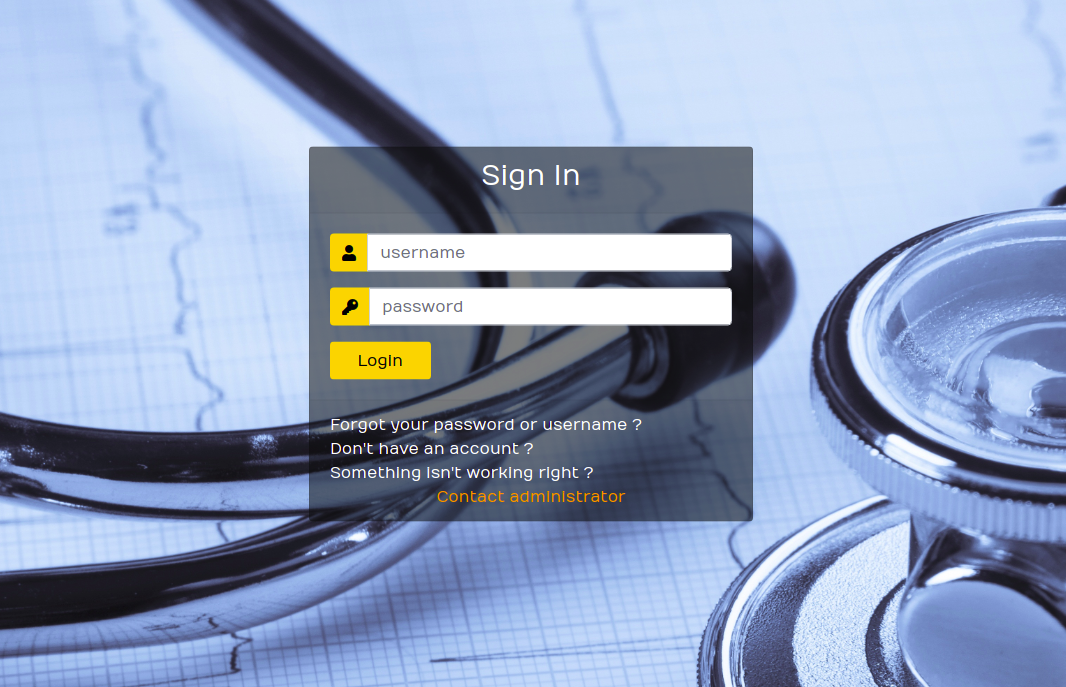 Sign In
username
password
Login
Forgot your password or username ?
Don't have an account ?
Something isn't working right ?
Contact administrator